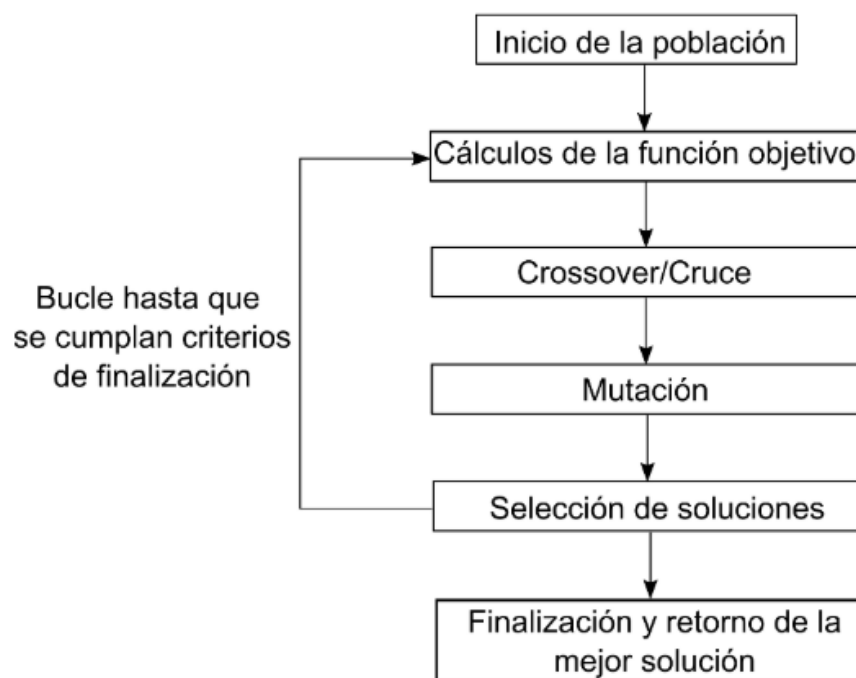 Inicio de la población
Cálculos de la función objetivo
Crossover/Cruce
Bucle hasta que
se cumplan criterios
de finalización
Mutación
Selección de soluciones
Finalización y retorno de la
mejor solución